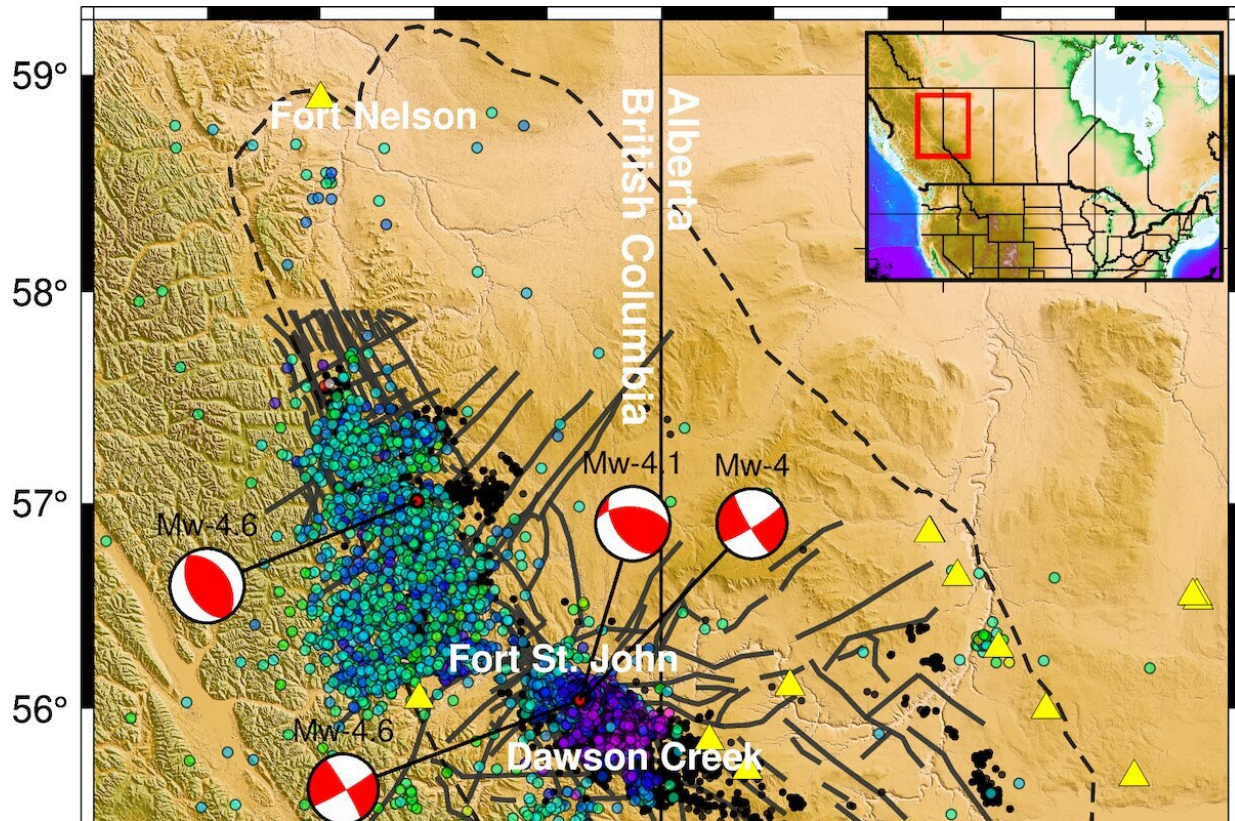 59°
58°
57°
56°
Fort Nelson
Alberta
British Columbia
Mw-4.1
Mw-4
Mw-4.6
Fort St. John
Mw-4.6
Dawson Creek